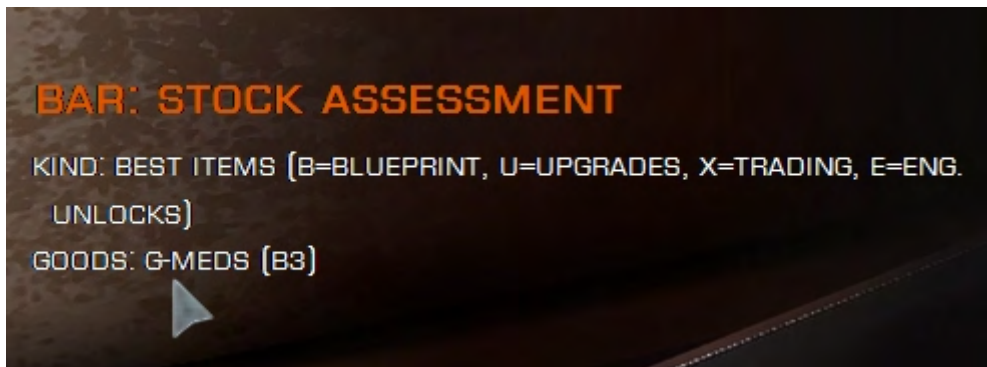 BAR: STOCK ASSESSMENT
KIND: BEST ITEMS (B=BLUEPRINT, U=UPGRADES, X=TRADING, E=ENG.
UNLOCKS)
GOODS: G-MEDS (B3)